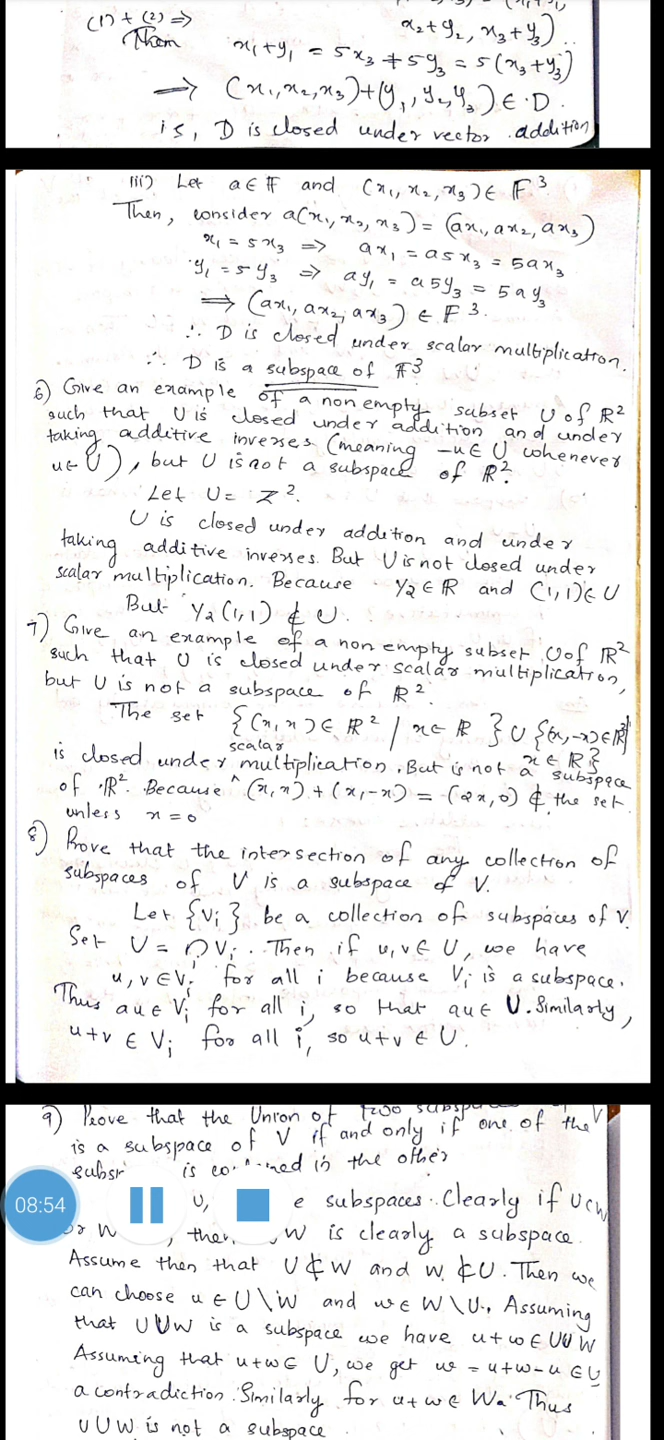 (1) + (2) ⇒
x₂+y₂, x₃+y₃)
Then x₁+y₁ = 5x₃ + 5y₃ = 5(x₃+y₃)
⟹ (x₁, x₂, x₃)+(y₁, y₂, y₃) ∈ D.
is, D is closed under vector addition
iii) Let a ∈ F and (x₁, x₂, x₃) ∈ F³
Then, consider a(x₁, x₂, x₃) = (ax₁, ax₂, ax₃)
x₁ = 5x₃ ⇒ ax₁ = a5x₃ = 5ax₃
y₁ = 5y₃ ⇒ ay₁ = a5y₃ = 5ay₃
⟹ (ax₁, ax₂, ax₃) ∈ F³.
∴ D is closed under scalar multiplication.
∴ D is a subspace of F³
6) Give an example of a non empty subset U of R²
such that U is closed under addition and under
taking additive inverses (meaning -u ∈ U whenever
u ∈ U), but U is not a subspace of R².
Let U = Z².
U is closed under addition and under
taking additive inverses. But U is not closed under
scalar multiplication. Because ½ ∈ R and (1,1) ∈ U
But ½(1,1) ∉ U.
7) Give an example of a non empty subset U of R²
such that U is closed under scalar multiplication,
but U is not a subspace of R².
The set {(x, x) ∈ R² / x ∈ R} ∪ {(x, -x) ∈ R²/
x ∈ R}
is closed under scalar multiplication. But is not a subspace
of R². Because (x, x) + (x, -x) = (2x, 0) ∉ the set
unless x = 0
8) Prove that the intersection of any collection of
subspaces of V is a subspace of V.
Let {Vi} be a collection of subspaces of V.
Set U = ∩Vi. Then if u, v ∈ U, we have
u, v ∈ Vi for all i because Vi is a subspace.
Thus au ∈ Vi for all i, so that au ∈ U. Similarly,
u+v ∈ Vi for all i, so u+v ∈ U.
9) Prove that the Union of two subsp V
is a subspace of V if and only if one of the
subs is con ned in the other
08:54
U, e subspaces. Clearly if U⊂W
or W , then W is clearly a subspace.
Assume then that U⊄W and W⊄U. Then we
can choose u ∈ U\W and w ∈ W\U. Assuming
that U∪W is a subspace we have u+w ∈ U∪W
Assuming that u+w ∈ U, we get w = u+w-u ∈ U
a contradiction. Similarly for u+w ∈ W. Thus
U∪W is not a subspace